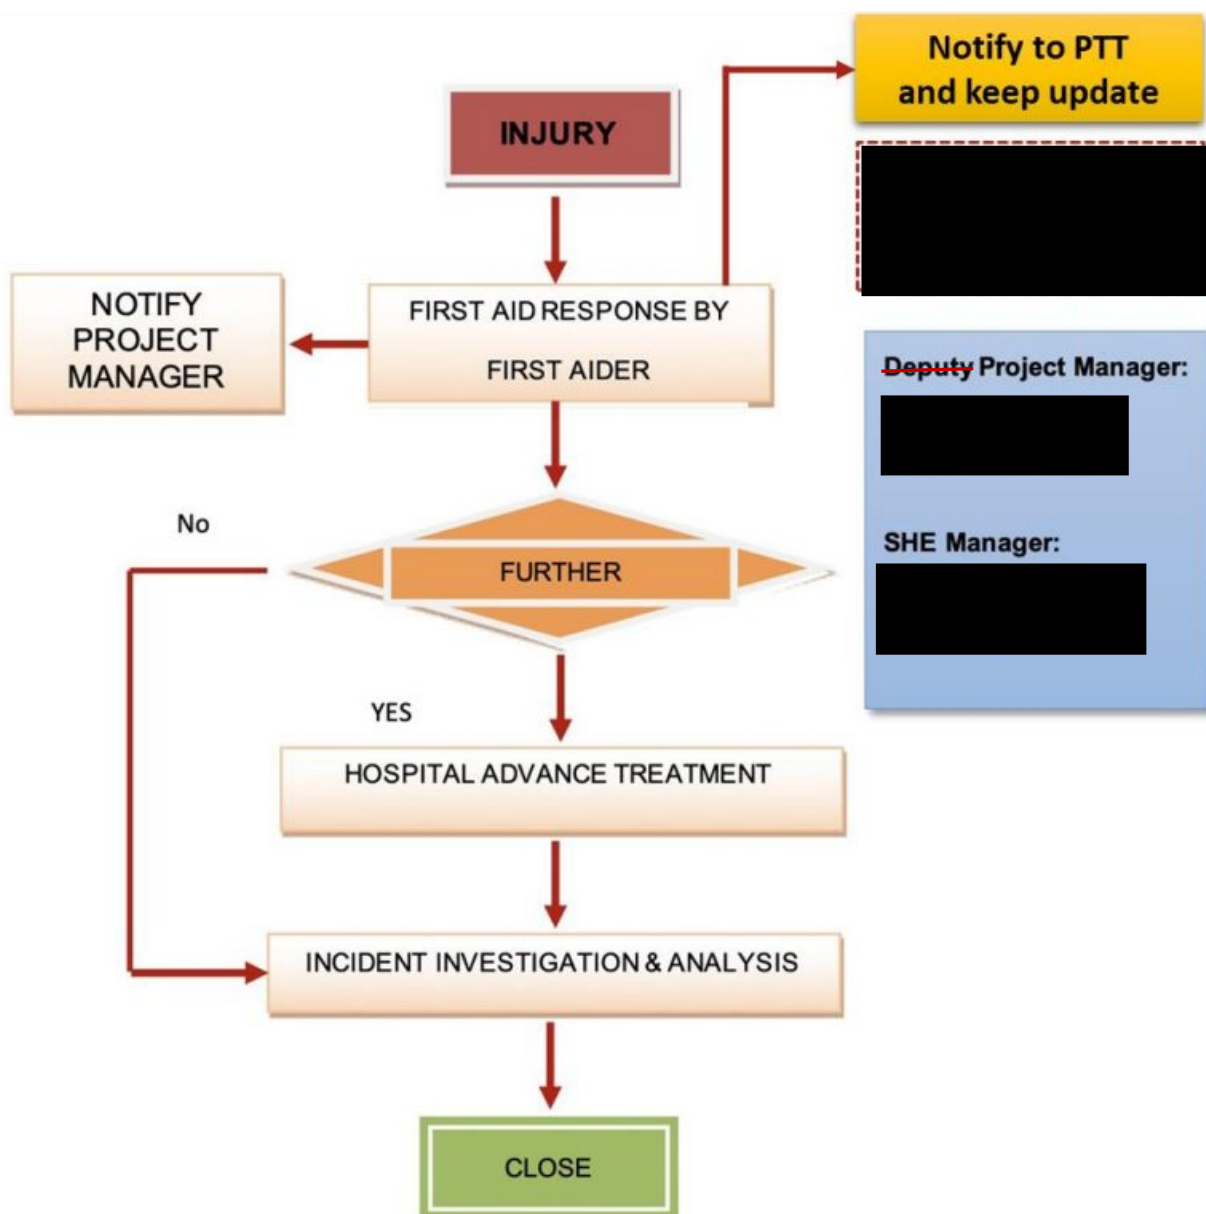 Notify to PTT
and keep update
INJURY
NOTIFY
PROJECT
MANAGER
FIRST AID RESPONSE BY
FIRST AIDER
Deputy Project Manager:
No
FURTHER
SHE Manager:
YES
HOSPITAL ADVANCE TREATMENT
INCIDENT INVESTIGATION & ANALYSIS
CLOSE